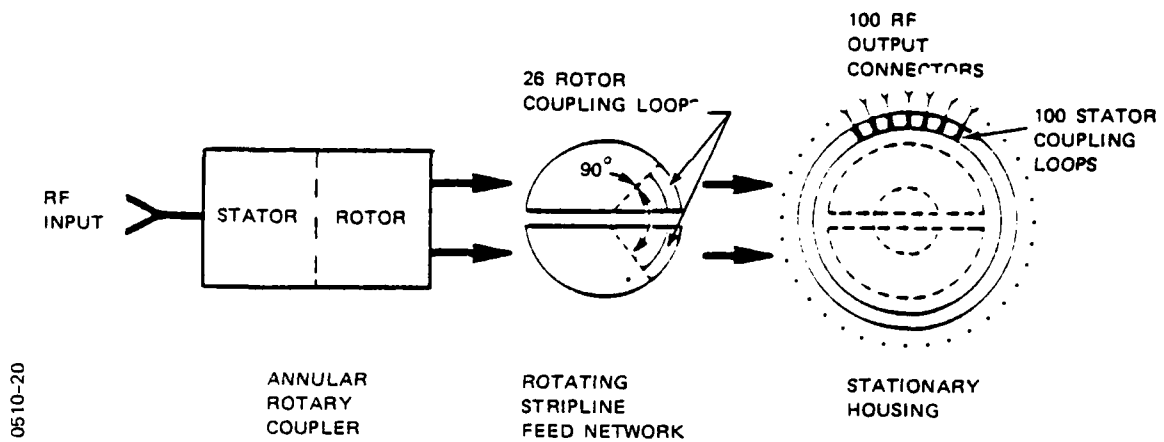 100 RF
OUTPUT
CONNECTORS
26 ROTOR
COUPLING LOOPS
100 STATOR
COUPLING
LOOPS
90°
RF
INPUT
STATOR
ROTOR
ANNULAR
ROTARY
COUPLER
ROTATING
STRIPLINE
FEED NETWORK
STATIONARY
HOUSING
0510-20